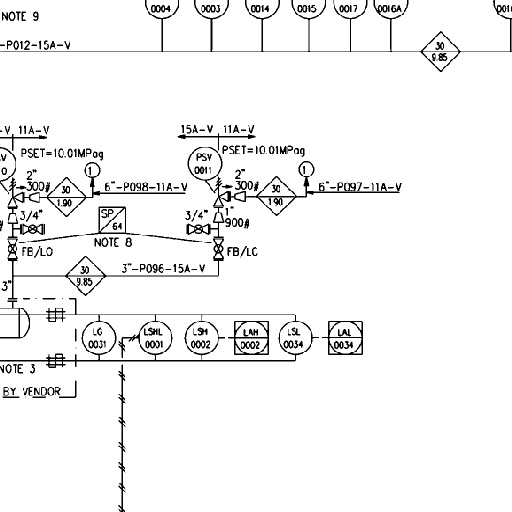 0004 0003 0014 0015 0017 0016A
NOTE 9
-P012-15A-V
30
9.85
-V 11A-V
15A-V 11A-V
PSET=10.01MPag
PSV
0011
PSET=10.01MPag
1
1
2"
300#
30
1.90
6"-P098-11A-V
2"
300#
30
1.90
6"-P097-11A-V
3/4"
SP
64
3/4"
1"
900#
NOTE 8
FB/LO
FB/LC
30
9.85
3"-P096-15A-V
3"
LG
0031
LSHL
0001
LSH
0002
LAH
0002
LSL
0034
LAL
0034
NOTE 3
BY VENDOR